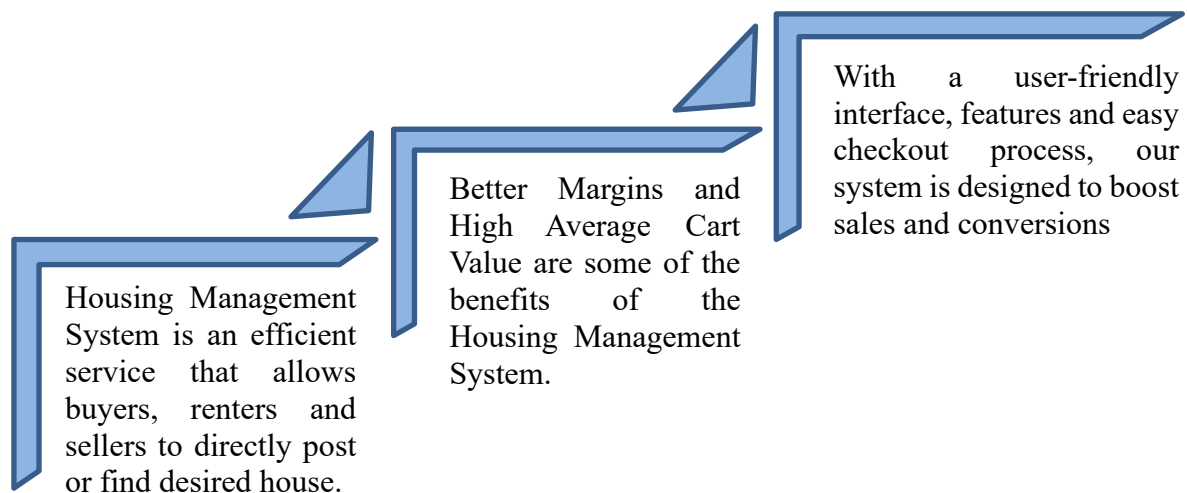 Housing Management
System is an efficient
service that allows
buyers, renters and
sellers to directly post
or find desired house.
Better Margins and
High Average Cart
Value are some of the
benefits of the
Housing Management
System.
With a user-friendly
interface, features and easy
checkout process, our
system is designed to boost
sales and conversions